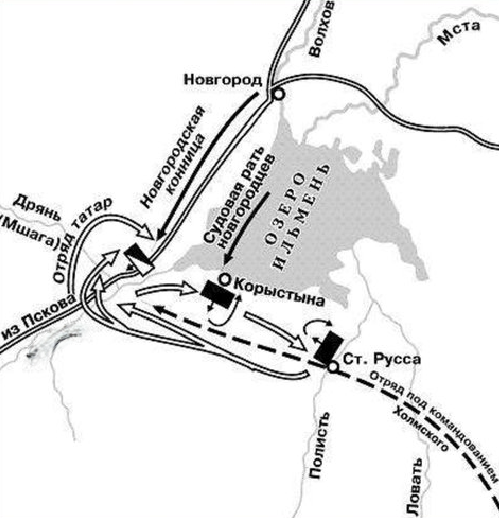 Волхов
Мста
Новгород
Новгородская
конница
Судовая рать
новгородцев
ОЗЕРО
ИЛЬМЕНЬ
Дрянь
(Мшага)
Отряд татар
Из Пскова
Корыстына
Ст. Русса
Отряд под командованием
Холмского
Полисть
Ловать